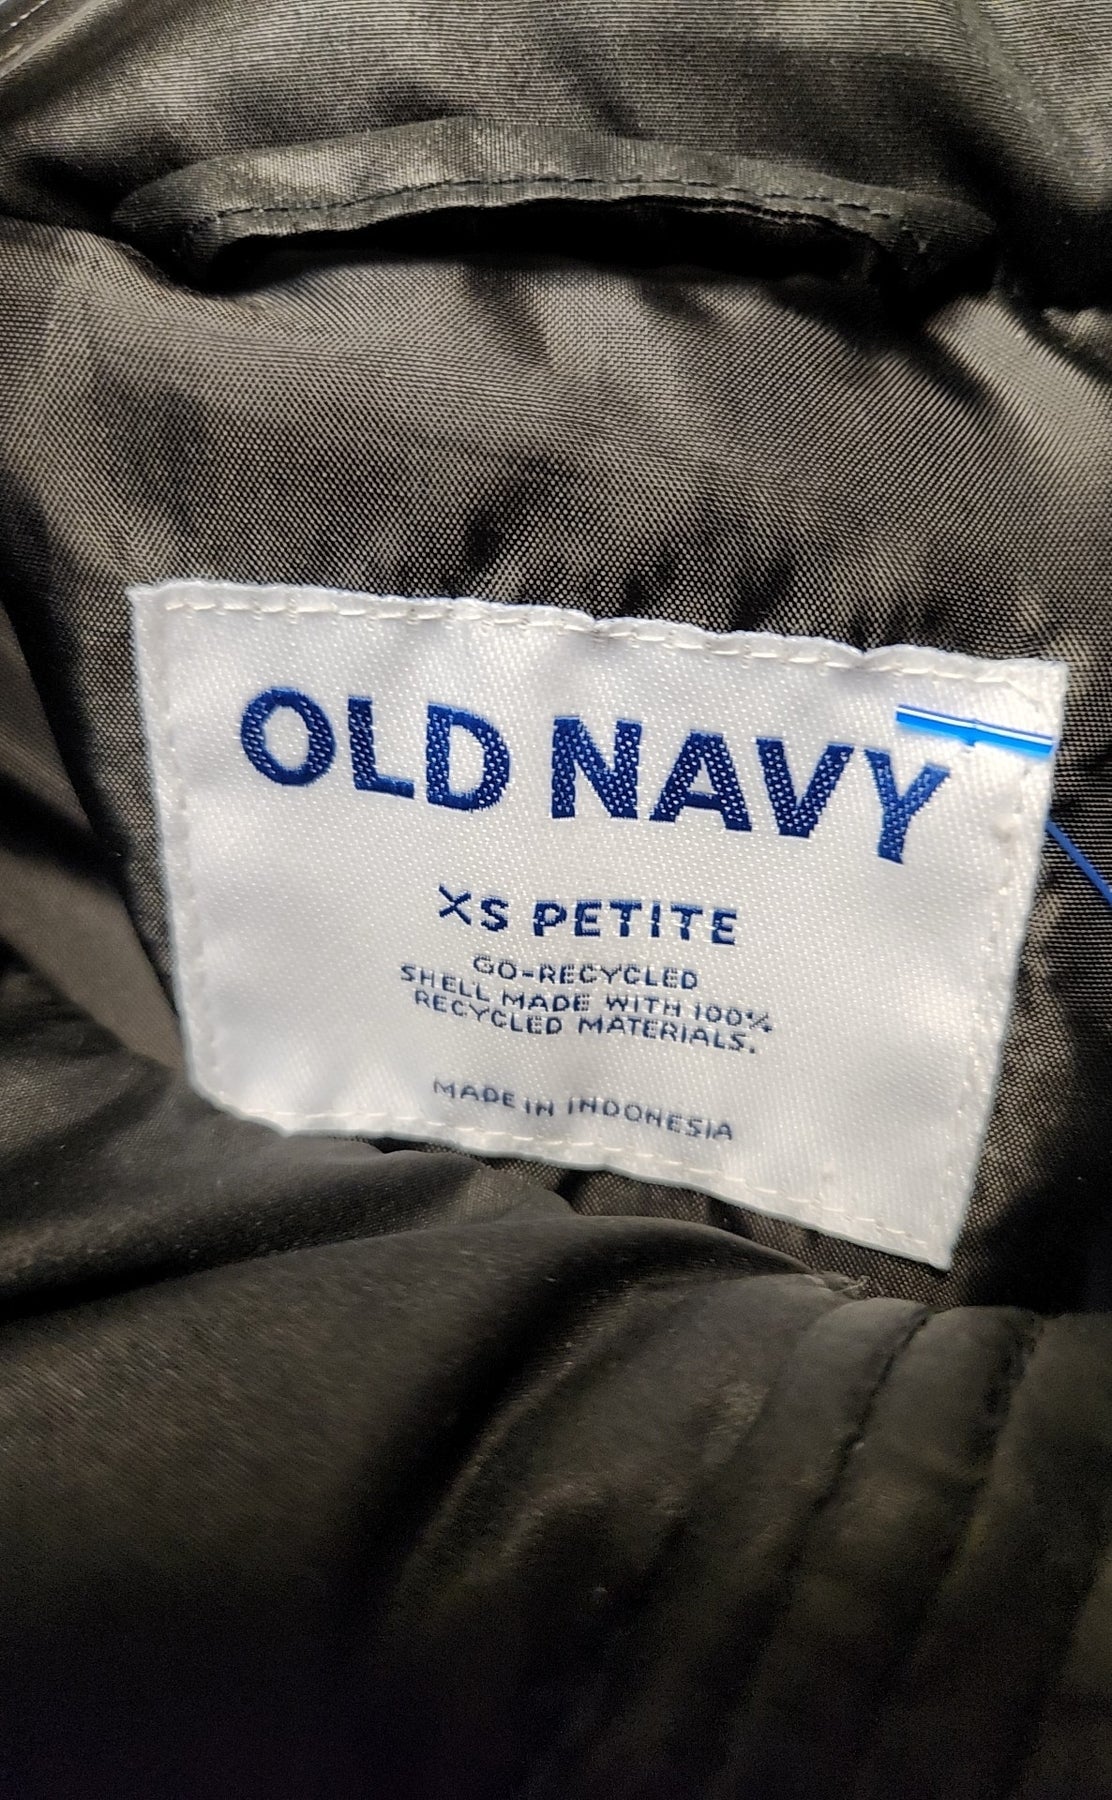 OLD NAVY
XS PETITE
GO-RECYCLED
SHELL MADE WITH 100%
RECYCLED MATERIALS.
MADE IN INDONESIA